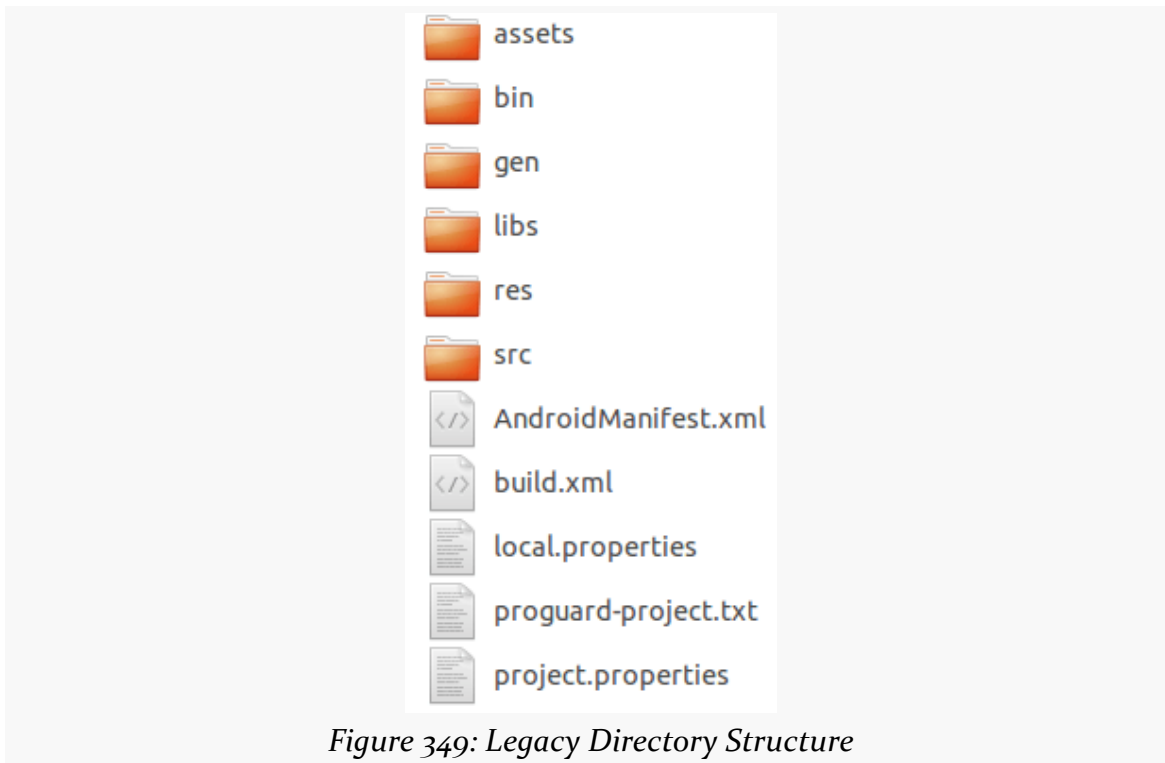 assets
bin
gen
libs
res
src
AndroidManifest.xml
build.xml
local.properties
proguard-project.txt
project.properties
Figure 349: Legacy Directory Structure